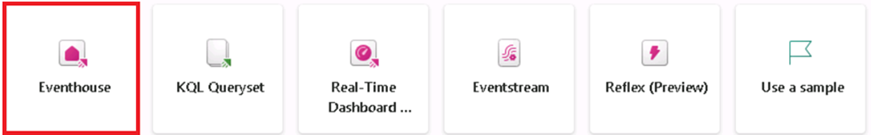 Eventhouse
KQL Queryset
Real-Time
Dashboard ...
Eventstream
Reflex (Preview)
Use a sample